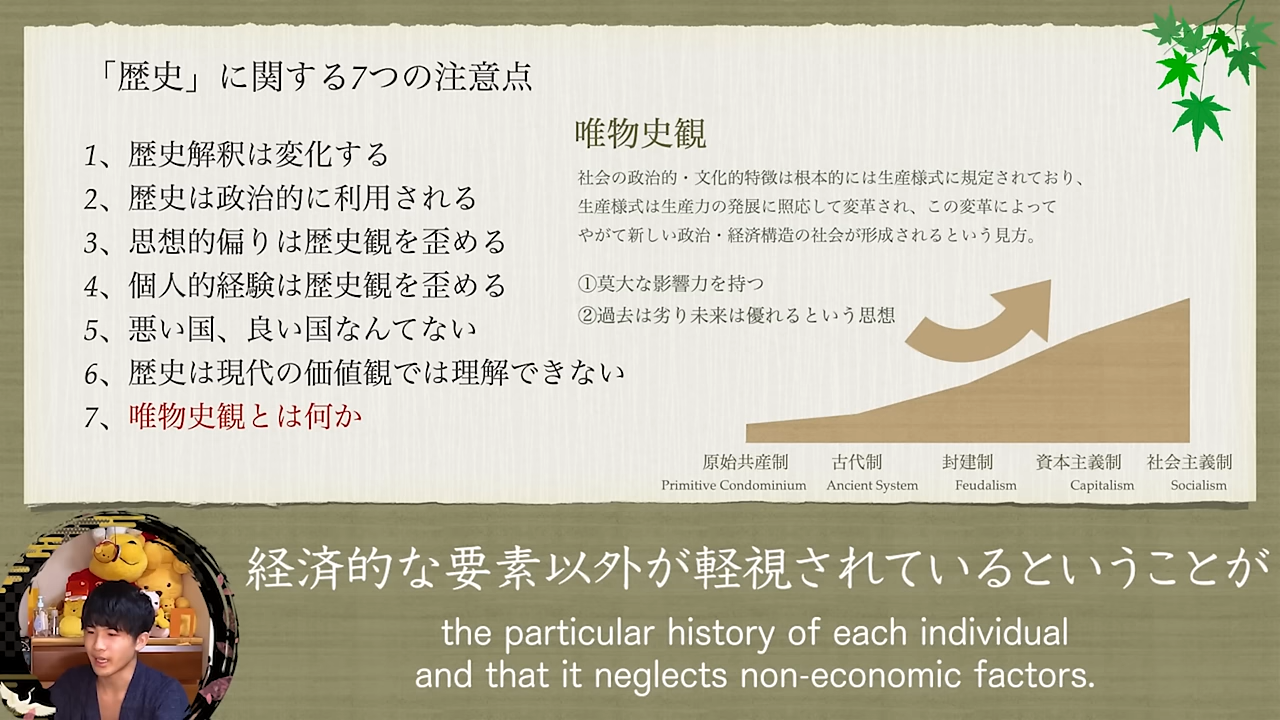 「歴史」に関する7つの注意点
1、歴史解釈は変化する
2、歴史は政治的に利用される
3、思想的偏りは歴史観を歪める
4、個人的経験は歴史観を歪める
5、悪い国、良い国なんてない
6、歴史は現代の価値観では理解できない
7、唯物史観とは何か
唯物史観
社会の政治的・文化的特徴は根本的には生産様式に規定されており、
生産様式は生産力の発展に照応して変革され、この変革によって
やがて新しい政治・経済構造の社会が形成されるという見方。
①莫大な影響力を持つ
②過去は劣り未来は優れるという思想
原始共産制 古代制 封建制 資本主義制 社会主義制
Primitive Condominium Ancient System Feudalism Capitalism Socialism
経済的な要素以外が軽視されているということが
the particular history of each individual
and that it neglects non-economic factors.